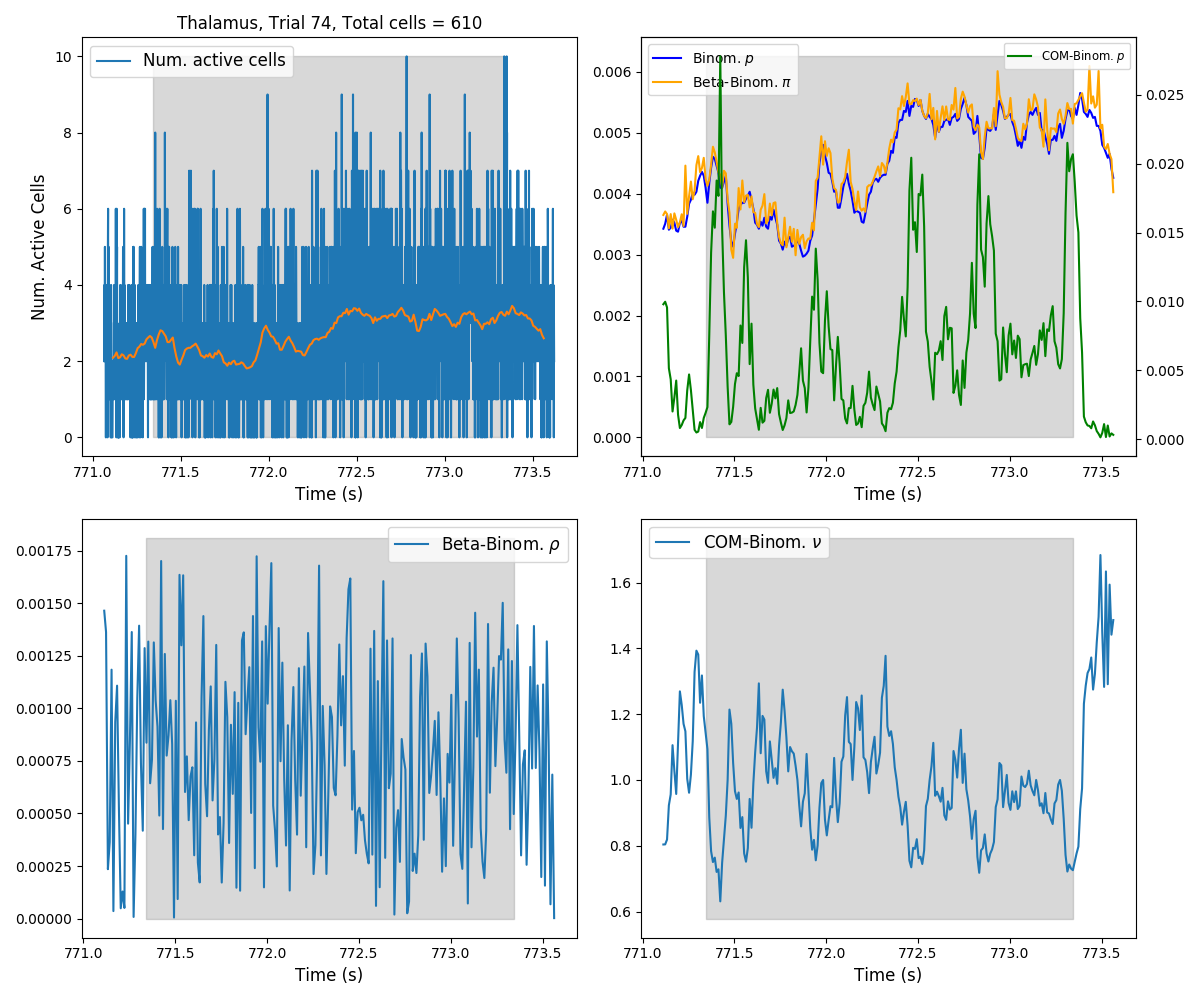 Thalamus, Trial 74, Total cells = 610
Num. active cells
Num. Active Cells
10
8
6
4
2
0
771.0 771.5 772.0 772.5 773.0 773.5
Time (s)
Binom. p
Beta-Binom. π
COM-Binom. p
0.006
0.005
0.004
0.003
0.002
0.001
0.000
0.025
0.020
0.015
0.010
0.005
0.000
771.0 771.5 772.0 772.5 773.0 773.5
Time (s)
Beta-Binom. ρ
0.00175
0.00150
0.00125
0.00100
0.00075
0.00050
0.00025
0.00000
771.0 771.5 772.0 772.5 773.0 773.5
Time (s)
COM-Binom. ν
1.6
1.4
1.2
1.0
0.8
0.6
771.0 771.5 772.0 772.5 773.0 773.5
Time (s)